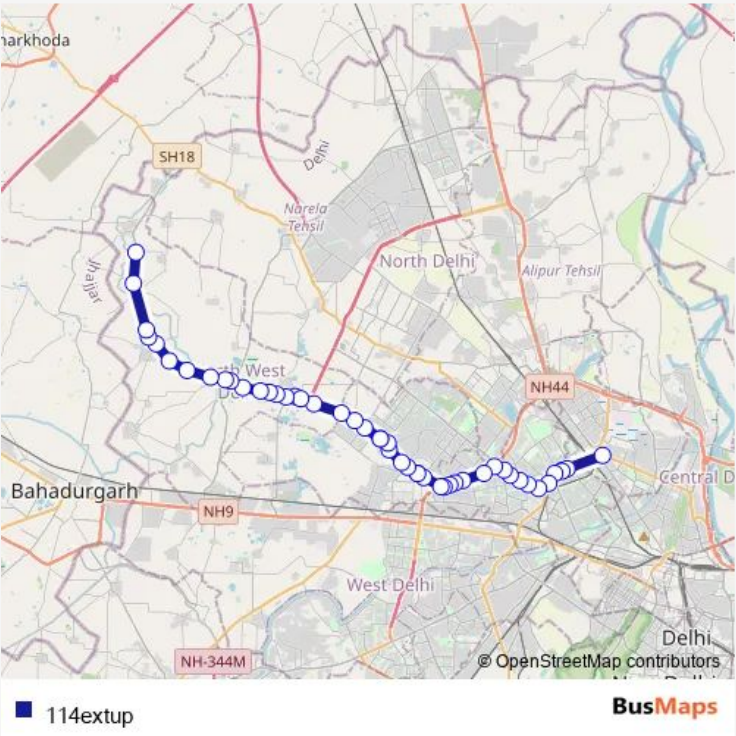 narkhoda
SH18
Delhi
Narela
Tehsil
Jhajjar
North Delhi
Alipur Tehsil
th West
NH44
Bahadurgarh
NH9
Central D
West Delhi
NH-344M
Delhi
© OpenStreetMap contributors
114extup
BusMaps